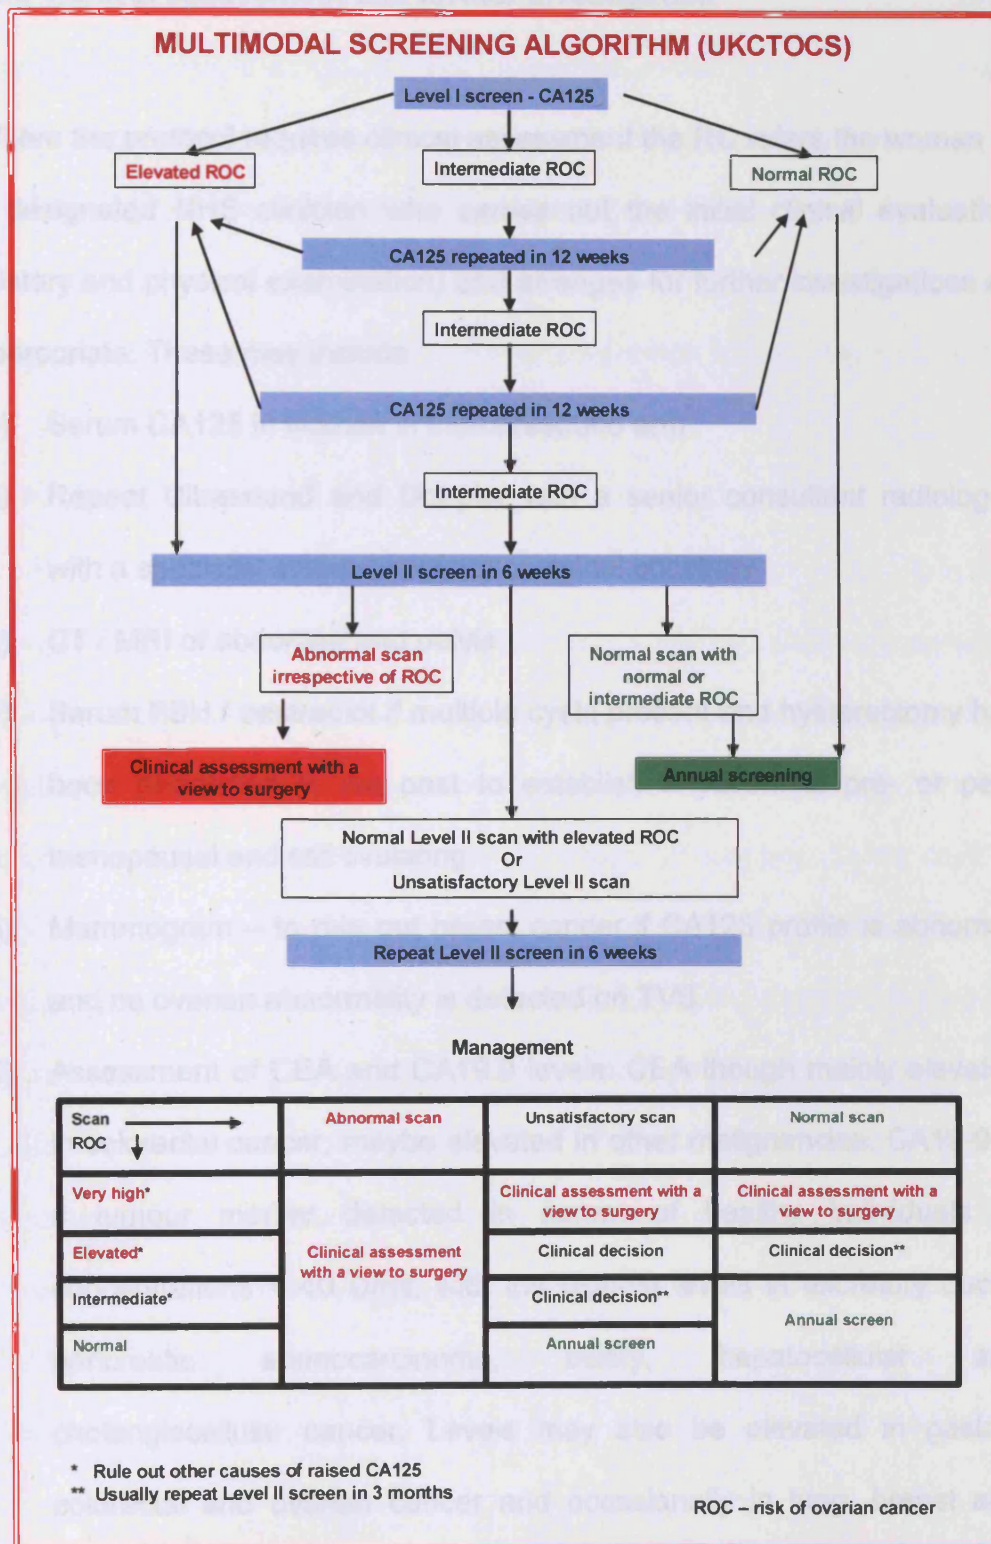 MULTIMODAL SCREENING ALGORITHM (UKCTOCS)
Level I screen - CA125
Elevated ROC
Intermediate ROC
Normal ROC
CA125 repeated in 12 weeks
Intermediate ROC
CA125 repeated in 12 weeks
Intermediate ROC
Level II screen in 6 weeks
Abnormal scan
irrespective of ROC
Normal scan with
normal or
intermediate ROC
Clinical assessment with a
view to surgery
Annual screening
Normal Level II scan with elevated ROC
Or
Unsatisfactory Level II scan
Repeat Level II screen in 6 weeks
Management
Scan
ROC
Abnormal scan
Unsatisfactory scan
Normal scan
Very high*
Clinical assessment with a
view to surgery
Clinical assessment with a
view to surgery
Elevated*
Clinical assessment
with a view to surgery
Clinical decision
Clinical decision**
Intermediate*
Clinical decision**
Annual screen
Normal
Annual screen
* Rule out other causes of raised CA125
** Usually repeat Level II screen in 3 months
ROC – risk of ovarian cancer